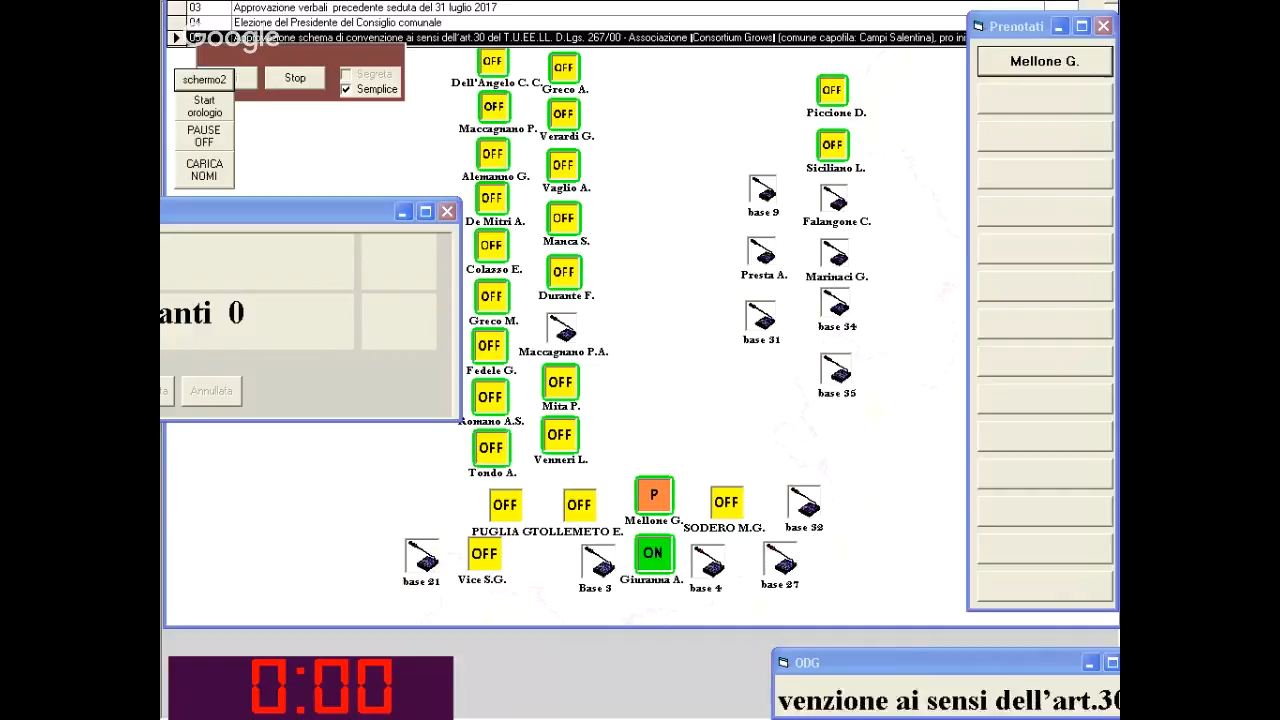 03 Approvazione verbali precedente seduta del 31 luglio 2017
04 Elezione del Presidente del Consiglio comunale
05 Approvazione schema di convenzione ai sensi dell'art.30 del T.U.EE.LL. D.Lgs. 267/00 - Associazione |Consortium Grows| (comune capofila: Campi Salentina), pro ini
Google
schermo2
Stop
Segreta
Semplice
Start orologio
PAUSE OFF
CARICA NOMI
anti 0
ta
Annullata
OFF
Dell'Angelo C. C.
OFF
Greco A.
OFF
Maccagnano P.
OFF
Verardi G.
OFF
Alemanno G.
OFF
Vaglio A.
OFF
De Mitri A.
OFF
Manca S.
OFF
Colazzo E.
OFF
Durante F.
OFF
Greco M.
Maccagnano P.A.
OFF
Fedele G.
OFF
Mita P.
OFF
Romano A.S.
OFF
Venneri L.
OFF
Tondo A.
OFF
Piccione D.
OFF
Siciliano L.
base 9
Falangone C.
Presta A.
Marinaci G.
base 31
base 34
base 35
OFF
PUGLIA G
OFF
TOLLEMETO E.
P
Mellone G.
OFF
SODERO M.G.
base 32
base 21
OFF
Vice S.G.
Base 3
ON
Giuranna A.
base 4
base 27
Prenotati
Mellone G.
0:00
ODG
venzione ai sensi dell'art.30